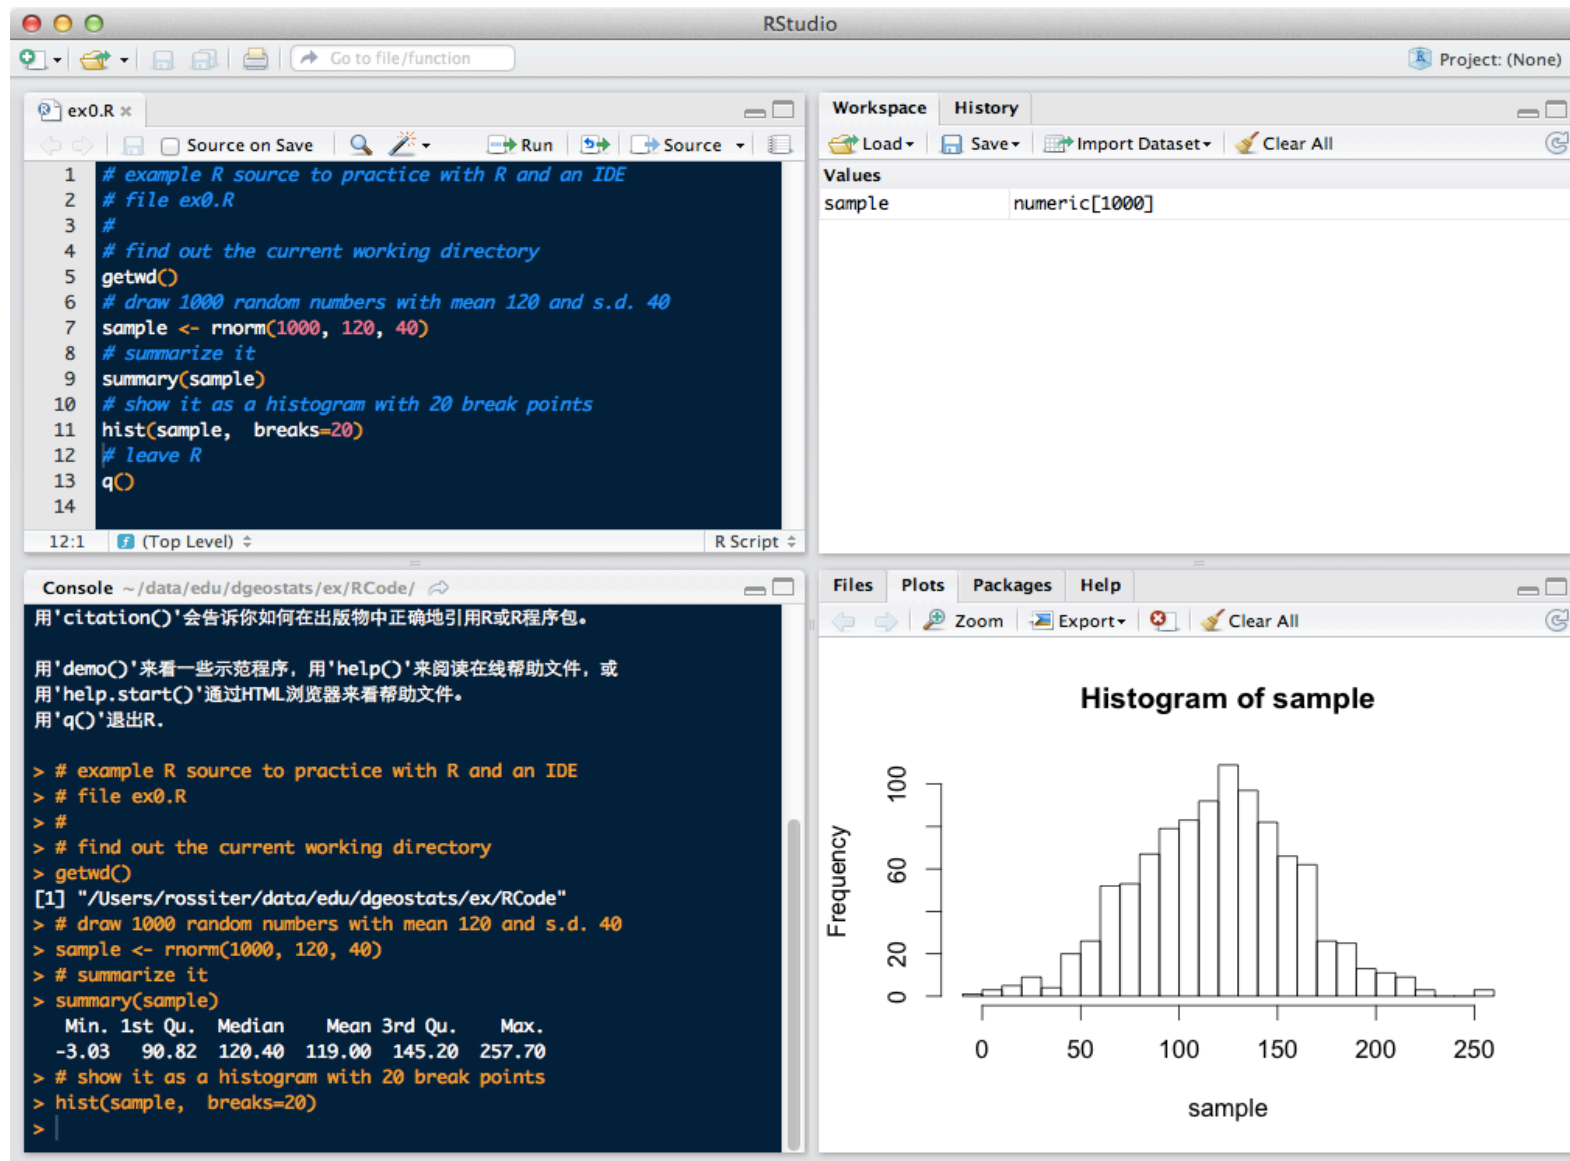 RStudio
Go to file/function
Project: (None)
ex0.R
Source on Save
Run
Source
1 # example R source to practice with R and an IDE
2 # file ex0.R
3 #
4 # find out the current working directory
5 getwd()
6 # draw 1000 random numbers with mean 120 and s.d. 40
7 sample <- rnorm(1000, 120, 40)
8 # summarize it
9 summary(sample)
10 # show it as a histogram with 20 break points
11 hist(sample,  breaks=20)
12 # leave R
13 q()
14
12:1 (Top Level) R Script
Workspace History
Load Save Import Dataset Clear All
Values
sample numeric[1000]
Console ~/data/edu/dgeostats/ex/RCode/
用'citation()'会告诉你如何在出版物中正确地引用R或R程序包。
用'demo()'来看一些示范程序，用'help()'来阅读在线帮助文件，或
用'help.start()'通过HTML浏览器来看帮助文件。
用'q()'退出R.
> # example R source to practice with R and an IDE
> # file ex0.R
> #
> # find out the current working directory
> getwd()
[1] "/Users/rossiter/data/edu/dgeostats/ex/RCode"
> # draw 1000 random numbers with mean 120 and s.d. 40
> sample <- rnorm(1000, 120, 40)
> # summarize it
> summary(sample)
Min. 1st Qu. Median Mean 3rd Qu. Max.
-3.03 90.82 120.40 119.00 145.20 257.70
> # show it as a histogram with 20 break points
> hist(sample,  breaks=20)
>
Files Plots Packages Help
Zoom Export Clear All
Histogram of sample
Frequency
100
60
20
0
0 50 100 150 200 250
sample